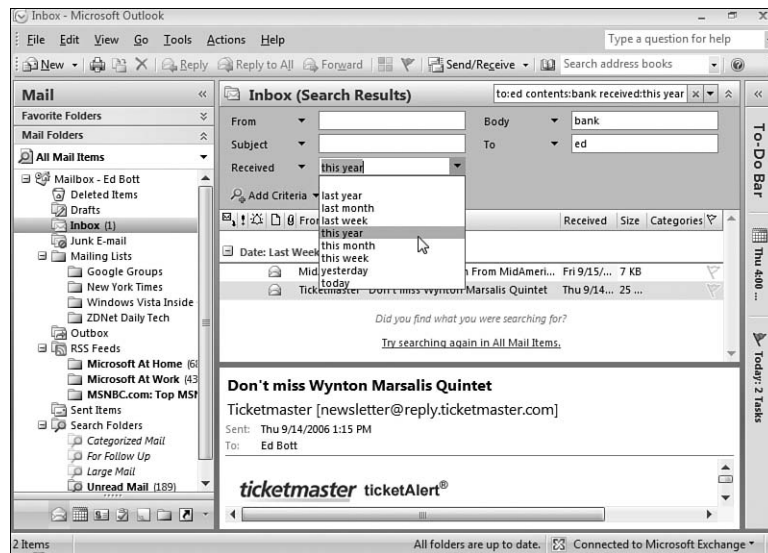 Inbox - Microsoft Outlook
File Edit View Go Tools Actions Help
Type a question for help
New Reply Reply to All Forward Send/Receive Search address books
Mail
Favorite Folders
Mail Folders
All Mail Items
Mailbox - Ed Bott
Deleted Items
Drafts
Inbox (1)
Junk E-mail
Mailing Lists
Google Groups
New York Times
Windows Vista Inside
ZDNet Daily Tech
Outbox
RSS Feeds
Microsoft At Home
Microsoft At Work (43
MSNBC.com: Top
Sent Items
Search Folders
Categorized Mail
For Follow Up
Large Mail
Unread Mail (189)
Inbox (Search Results) to:ed contents:bank received:this year
From Body bank
Subject To ed
Received this year
Add Criteria
last year
last month
last week
this year
this month
this week
yesterday
today
Received Size Categories
Date: Last Week
From MidAmeri... Fri 9/15/... 7 KB
Ticketmaster Don't miss Wynton Marsalis Quintet Thu 9/14... 25 ...
Did you find what you were searching for?
Try searching again in All Mail Items.
Don't miss Wynton Marsalis Quintet
Ticketmaster [newsletter@reply.ticketmaster.com]
Sent: Thu 9/14/2006 1:15 PM
To: Ed Bott
ticketmaster ticketAlert®
To-Do Bar
Thu 4:00 ...
Today: 2 Tasks
2 Items
All folders are up to date. Connected to Microsoft Exchange